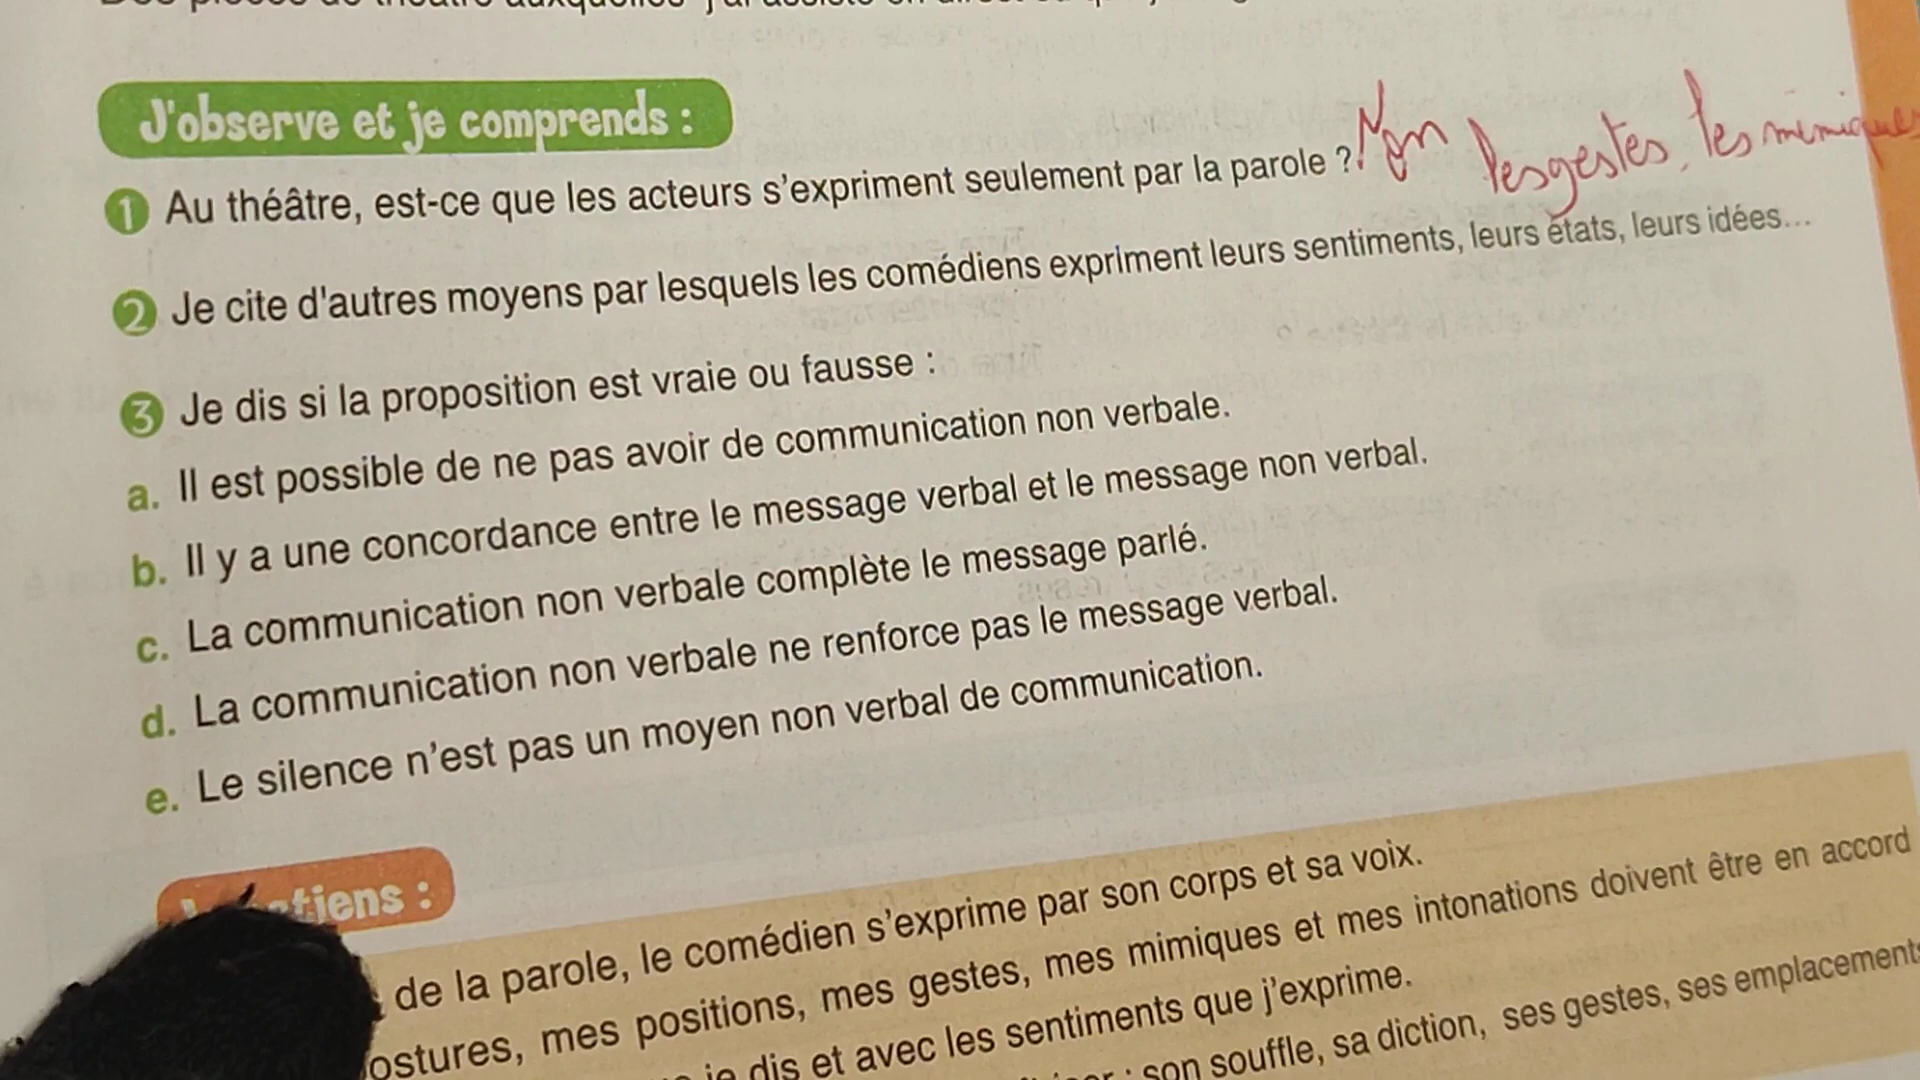 J'observe et je comprends :
1 Au théâtre, est-ce que les acteurs s'expriment seulement par la parole ? Non les gestes, les mimiques
2 Je cite d'autres moyens par lesquels les comédiens expriment leurs sentiments, leurs états, leurs idées...
3 Je dis si la proposition est vraie ou fausse :
a. Il est possible de ne pas avoir de communication non verbale.
b. Il y a une concordance entre le message verbal et le message non verbal.
c. La communication non verbale complète le message parlé.
d. La communication non verbale ne renforce pas le message verbal.
e. Le silence n'est pas un moyen non verbal de communication.
tiens :
de la parole, le comédien s'exprime par son corps et sa voix.
ostures, mes positions, mes gestes, mes mimiques et mes intonations doivent être en accord
je dis et avec les sentiments que j'exprime.
: son souffle, sa diction, ses gestes, ses emplacements